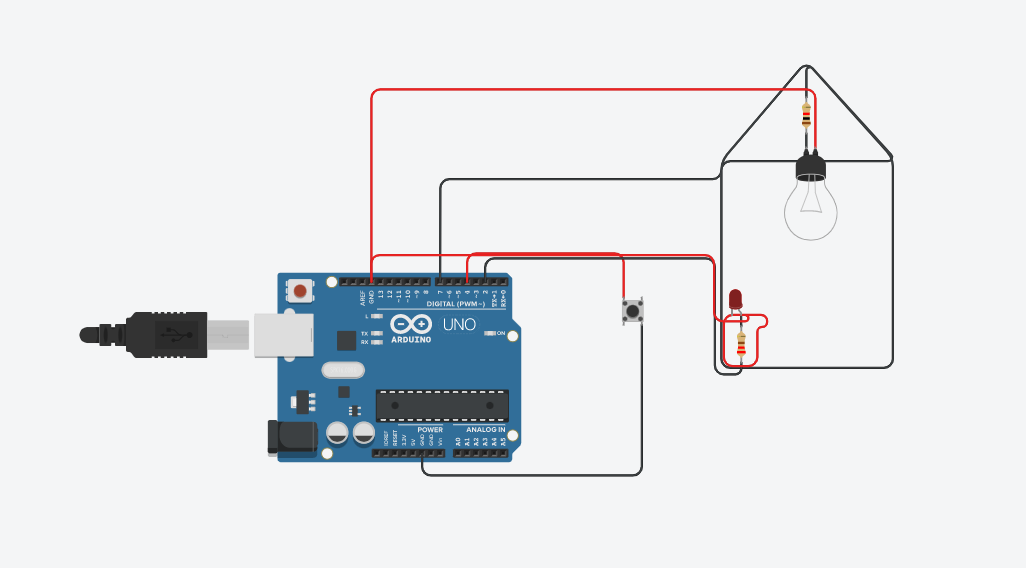 AREF
GND
13
12
~11
~10
~9
8
7
~6
~5
4
~3
2
TX→1
RX←0
DIGITAL (PWM~)
L
TX
RX
UNO
ON
ARDUINO
POWER
ANALOG IN
IOREF
RESET
3.3V
5V
GND
GND
Vin
A0
A1
A2
A3
A4
A5